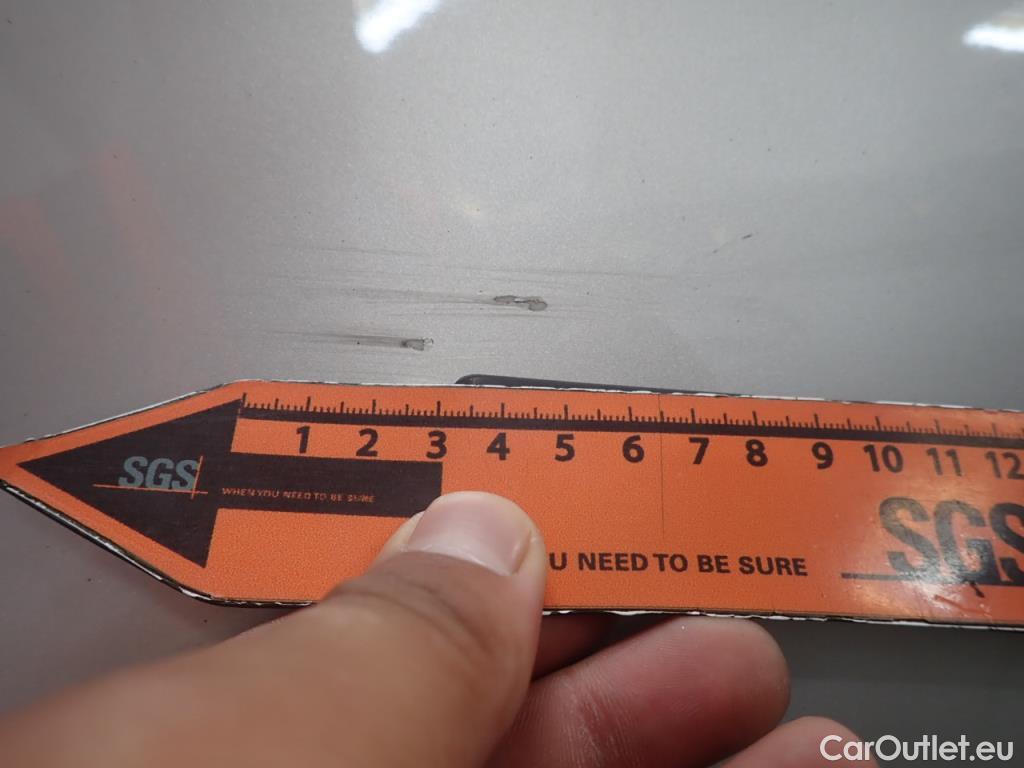 1 2 3 4 5 6 7 8 9 10 11 12
SGS
WHEN YOU NEED TO BE SURE
SGS
U NEED TO BE SURE
CarOutlet.eu